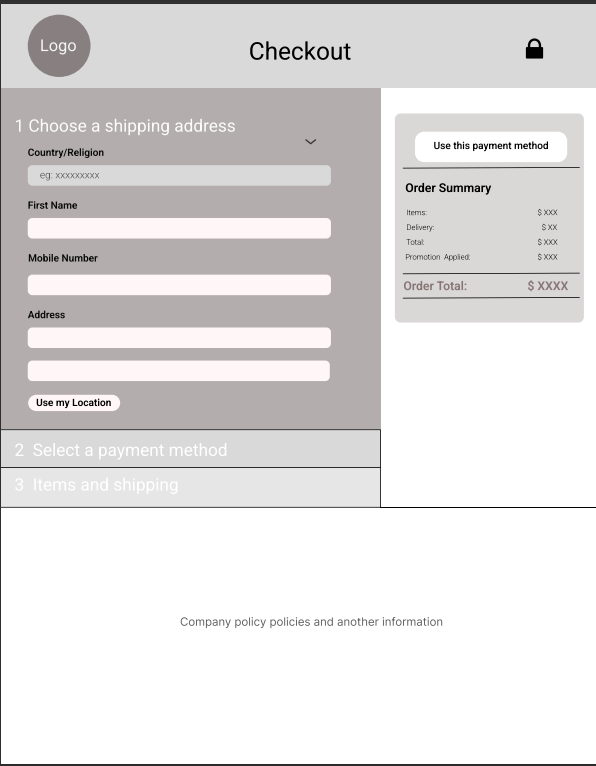 Logo
Checkout
1 Choose a shipping address
Country/Religion
eg: xxxxxxxxx
First Name
Mobile Number
Address
Use my Location
2 Select a payment method
3 Items and shipping
Use this payment method
Order Summary
Items: $ XXX
Delivery: $ XX
Total: $ XXX
Promotion Applied: $ XXX
Order Total: $ XXXX
Company policy policies and another information